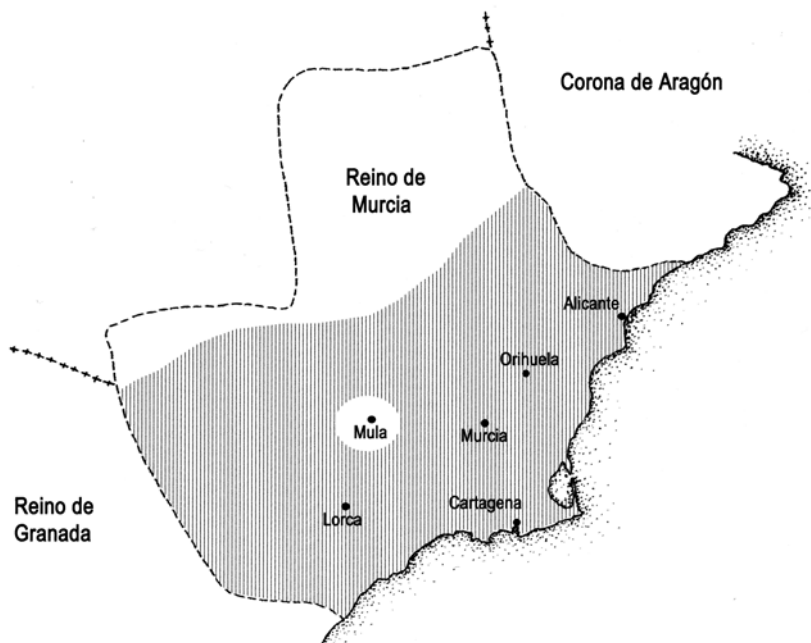 Corona de Aragón
Reino de
Murcia
Alicante
Orihuela
Mula
Murcia
Reino de
Granada
Lorca
Cartagena